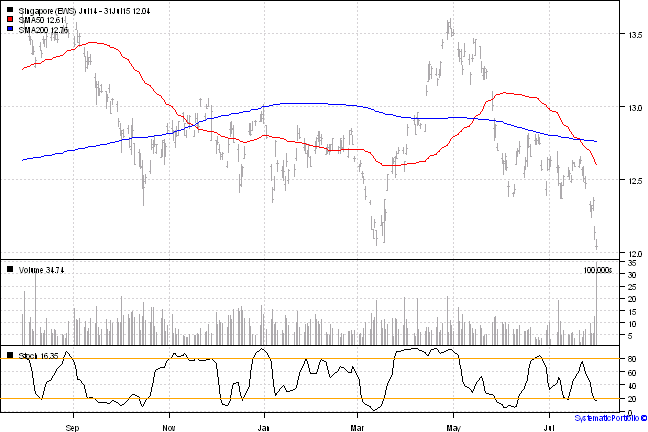 Singapore (EWS) Jul14 - 31Jul15 12.04
SMA50 12.61
SMA200 12.76
13.5
13.0
12.5
12.0
Volume 34.74
100,000s
35
30
25
20
15
10
5
Stoch 16.35
80
60
40
20
0
Sep
Nov
Jan
Mar
May
Jul
SystematicPortfolio ©